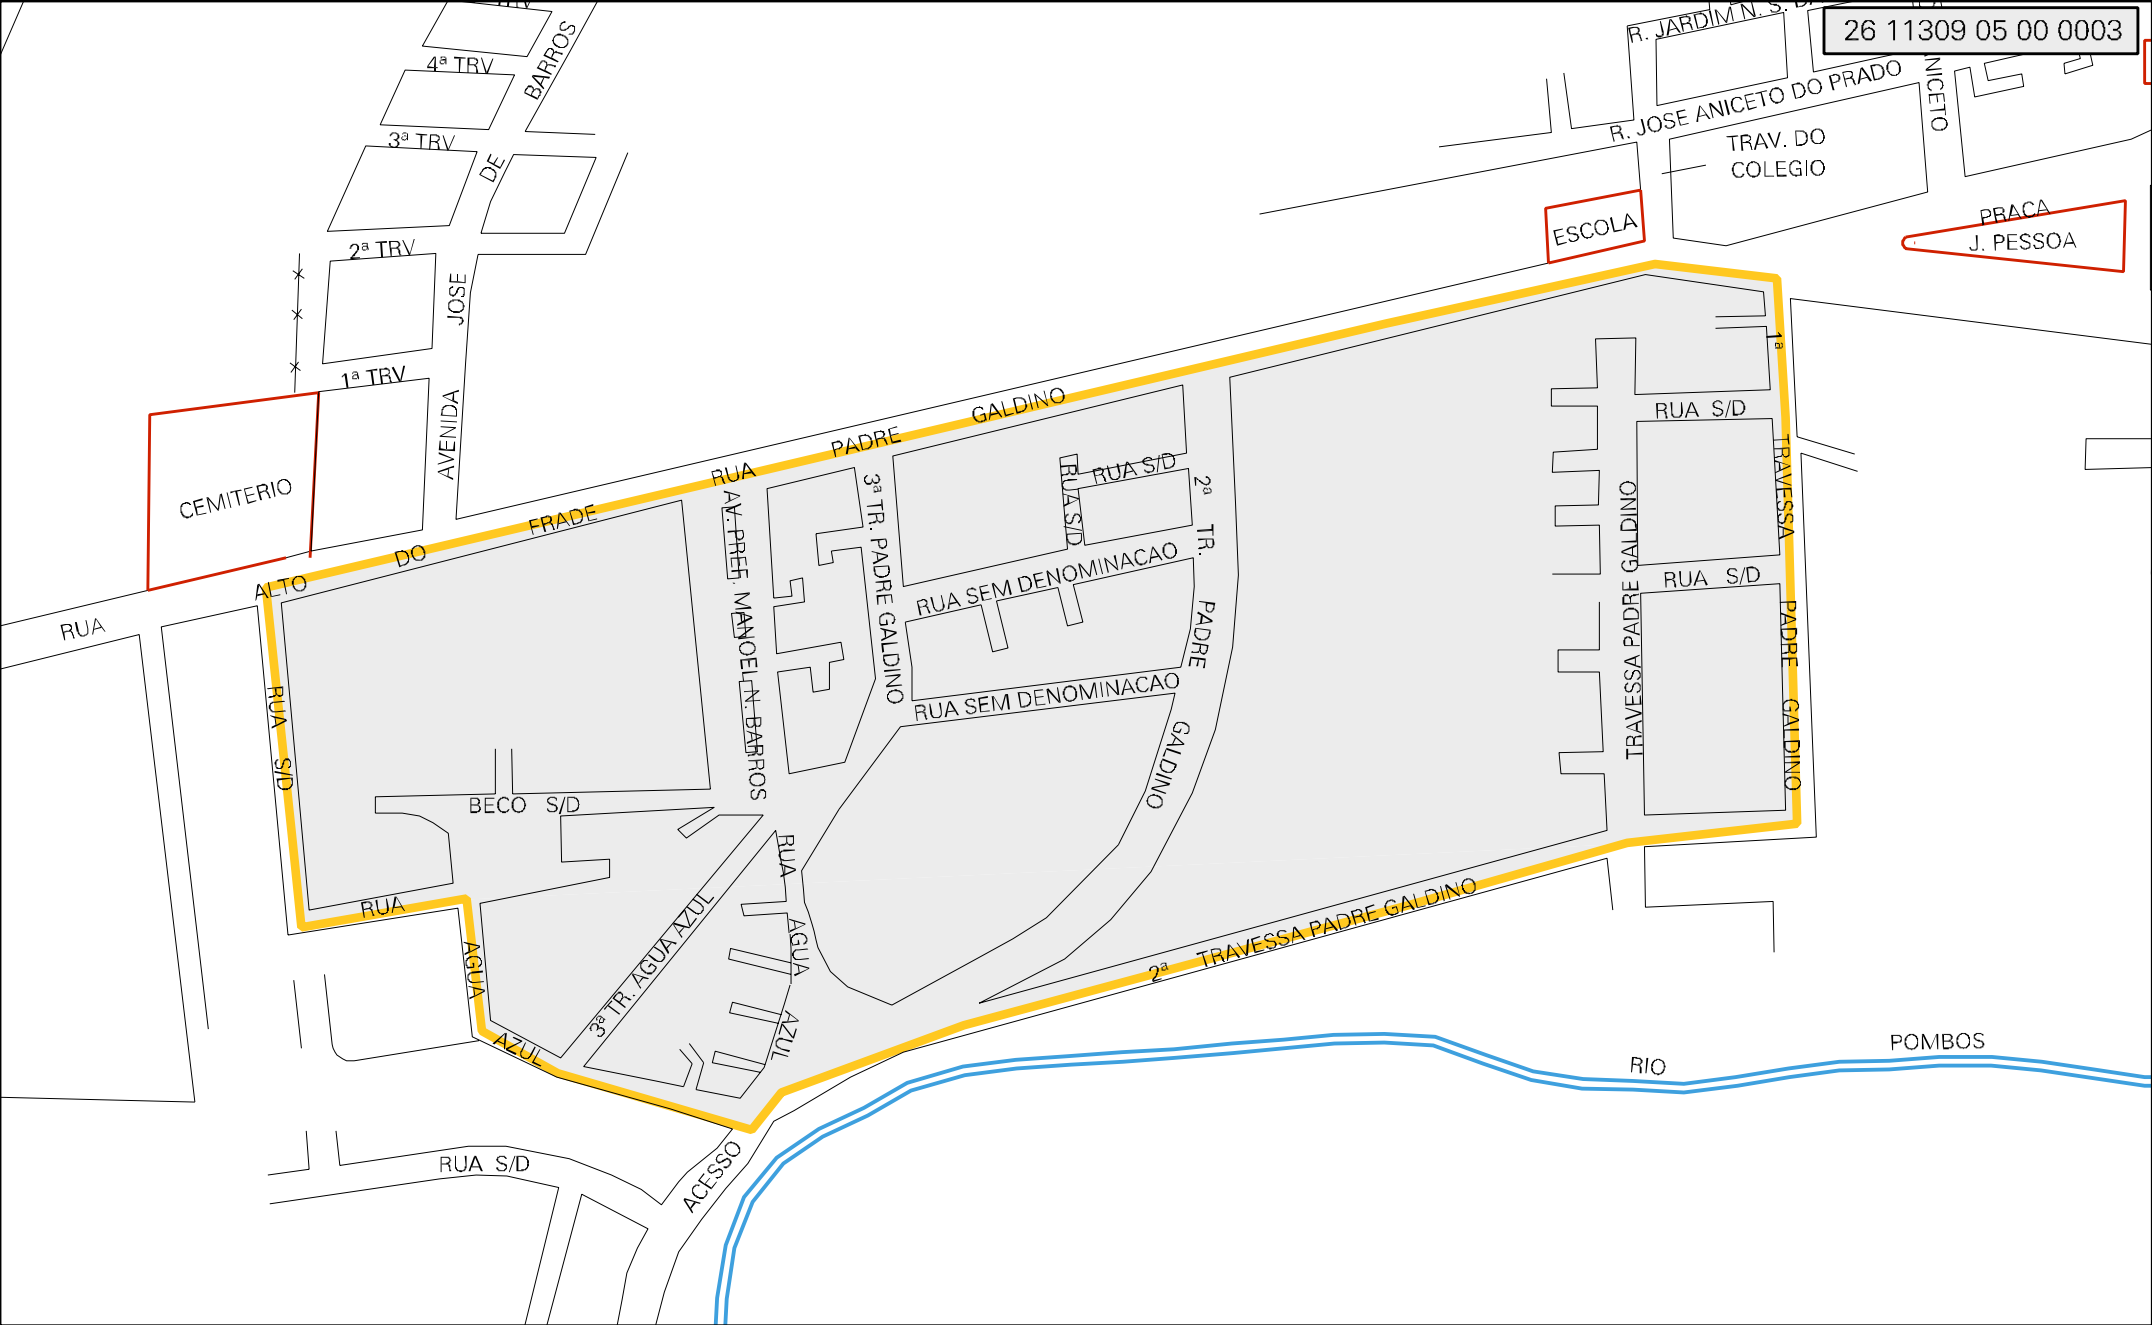 TRV
R. JARDIM N. S.
26 11309 05 00 0003
4ª TRV
BARROS
R. JOSE ANICETO DO PRADO
ANICETO
3ª TRV
DE
TRAV. DO
COLEGIO
PRACA
J. PESSOA
ESCOLA
2ª TRV
JOSE
1ª TRV
AVENIDA
CEMITERIO
RUA
ALTO
DO
FRADE
RUA
PADRE
GALDINO
1ª
TRAVESSA
PADRE
GALDINO
RUA S/D
RUA S/D
TRAVESSA PADRE GALDINO
RUA S/D
RUA S/D
2ª
TR.
PADRE
GALDINO
3ª TR. PADRE GALDINO
AV. PREF. MANOEL N. BARROS
RUA SEM DENOMINACAO
RUA SEM DENOMINACAO
RUA S/D
BECO S/D
RUA
AGUA
AZUL
RUA
AGUA
AZUL
3ª TR. AGUA AZUL
2ª TRAVESSA PADRE GALDINO
RIO
POMBOS
RUA S/D
ACESSO